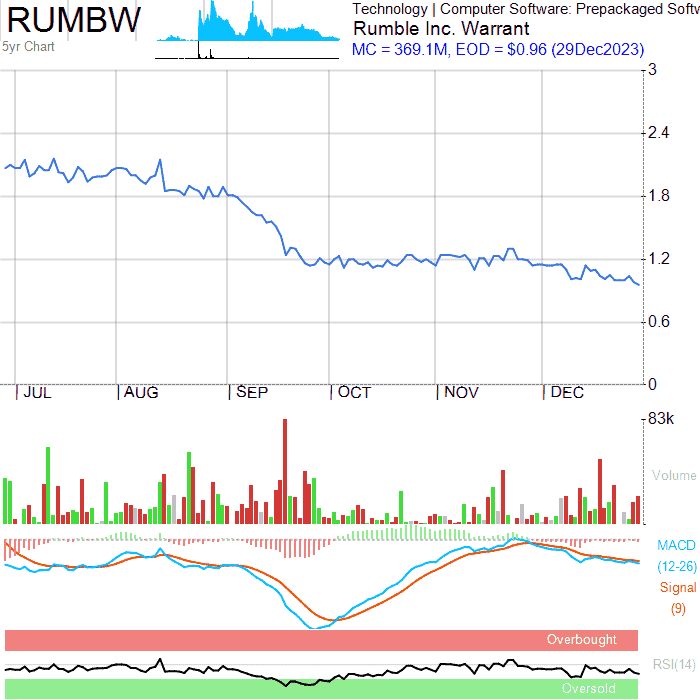 RUMBW
5yr Chart
Technology | Computer Software: Prepackaged Softw
Rumble Inc. Warrant
MC = 369.1M, EOD = $0.96 (29Dec2023)
3
2.4
1.8
1.2
0.6
0
JUL AUG SEP OCT NOV DEC
83k
Volume
MACD
(12-26)
Signal
(9)
Overbought
RSI(14)
Oversold